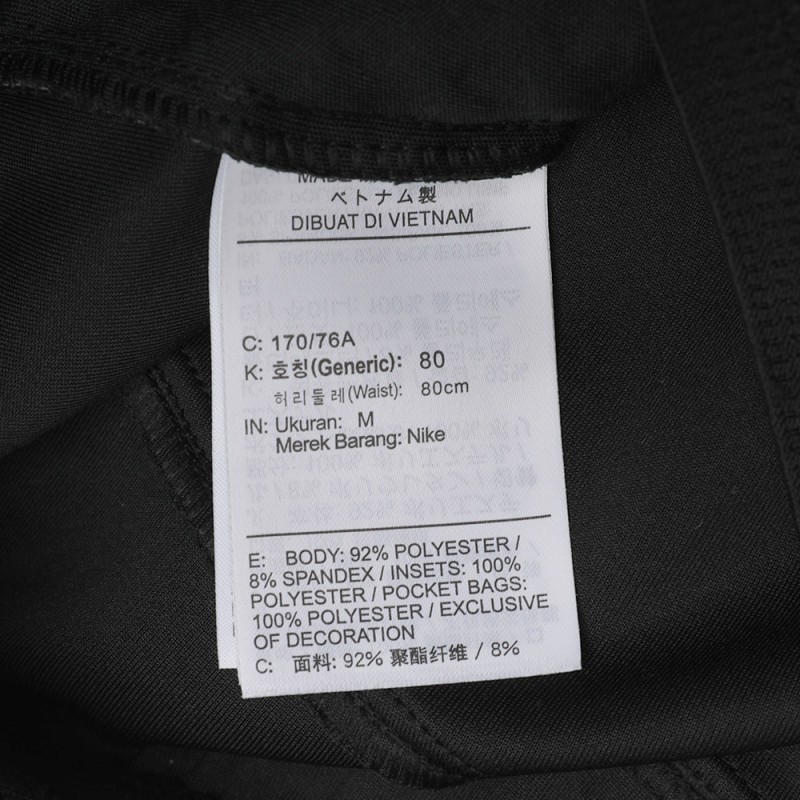 ベトナム製
DIBUAT DI VIETNAM
C: 170/76A
K: 호칭(Generic): 80
허리둘레(Waist): 80cm
IN: Ukuran: M
Merek Barang: Nike
E: BODY: 92% POLYESTER /
8% SPANDEX / INSETS: 100%
POLYESTER / POCKET BAGS:
100% POLYESTER / EXCLUSIVE
OF DECORATION
C: 面料: 92% 聚酯纤维 / 8%